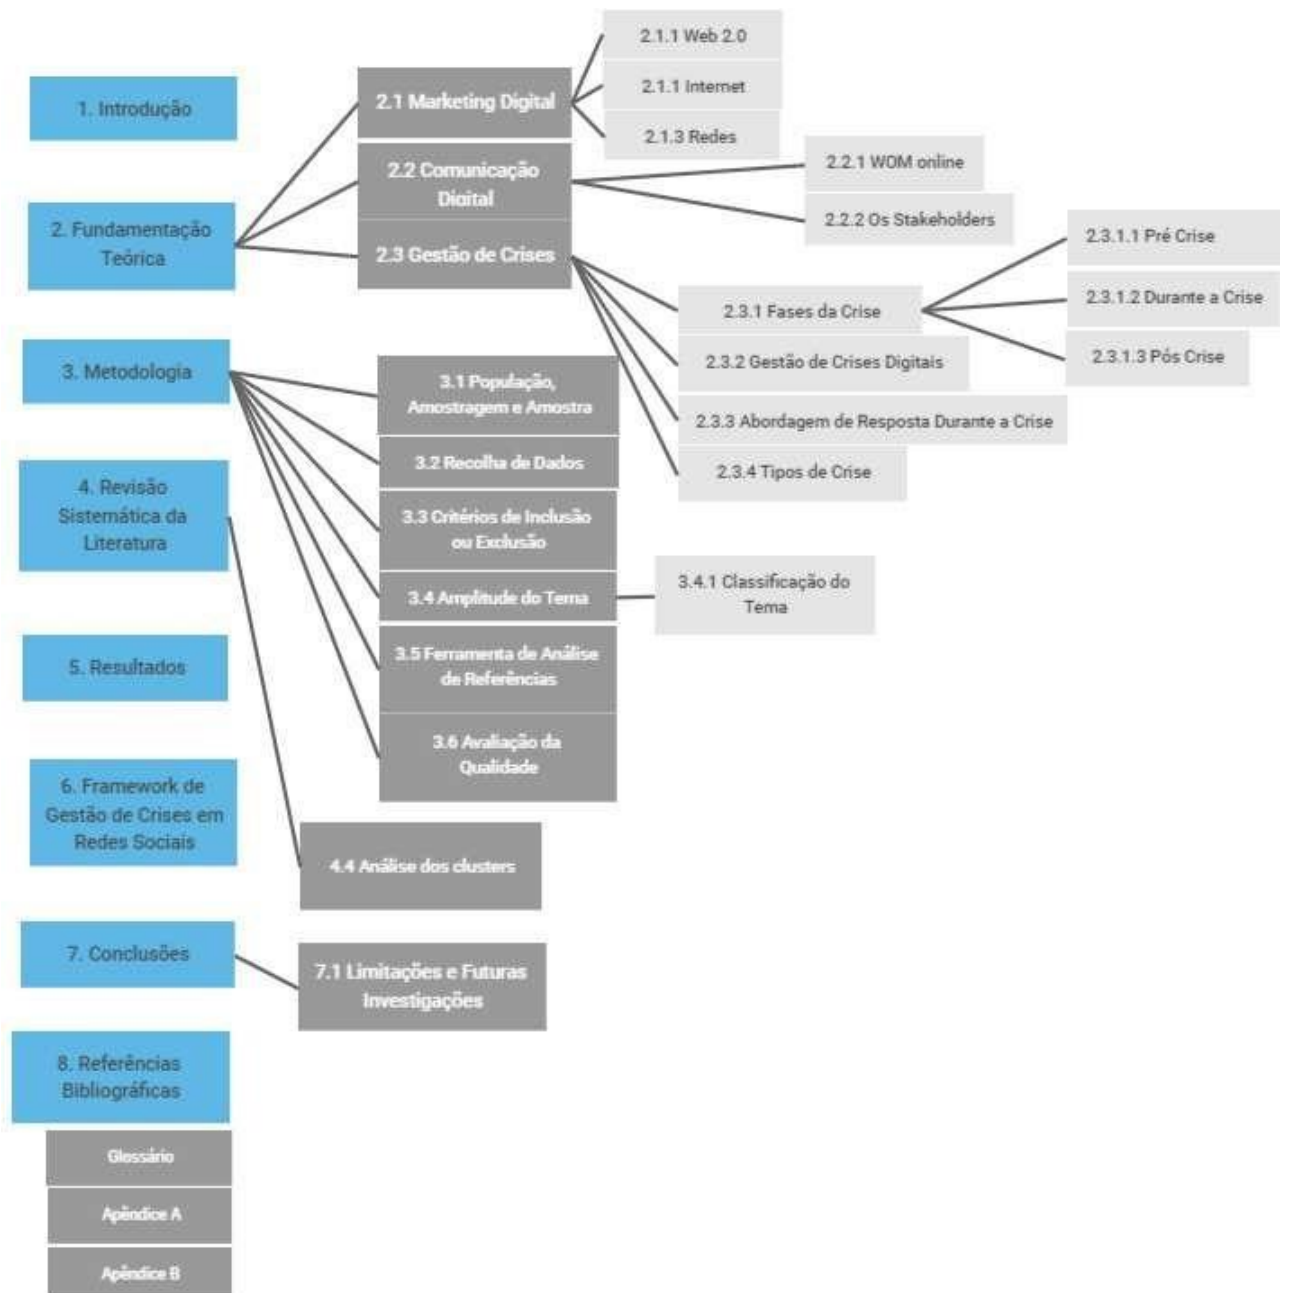 1. Introdução
2. Fundamentação
Teórica
2.1 Marketing Digital
2.1.1 Web 2.0
2.1.1 Internet
2.1.3 Redes
2.2 Comunicação
Digital
2.2.1 WOM online
2.2.2 Os Stakeholders
2.3 Gestão de Crises
2.3.1 Fases da Crise
2.3.1.1 Pré Crise
2.3.1.2 Durante a Crise
2.3.1.3 Pós Crise
2.3.2 Gestão de Crises Digitais
2.3.3 Abordagem de Resposta Durante a Crise
2.3.4 Tipos de Crise
3. Metodologia
3.1 População,
Amostragem e Amostra
3.2 Recolha de Dados
3.3 Critérios de Inclusão
ou Exclusão
3.4 Amplitude do Tema
3.4.1 Classificação do
Tema
3.5 Ferramenta de Análise
de Referências
3.6 Avaliação da
Qualidade
4. Revisão
Sistemática da
Literatura
4.4 Análise dos clusters
5. Resultados
6. Framework de
Gestão de Crises em
Redes Sociais
7. Conclusões
7.1 Limitações e Futuras
Investigações
8. Referências
Bibliográficas
Glossário
Apêndice A
Apêndice B